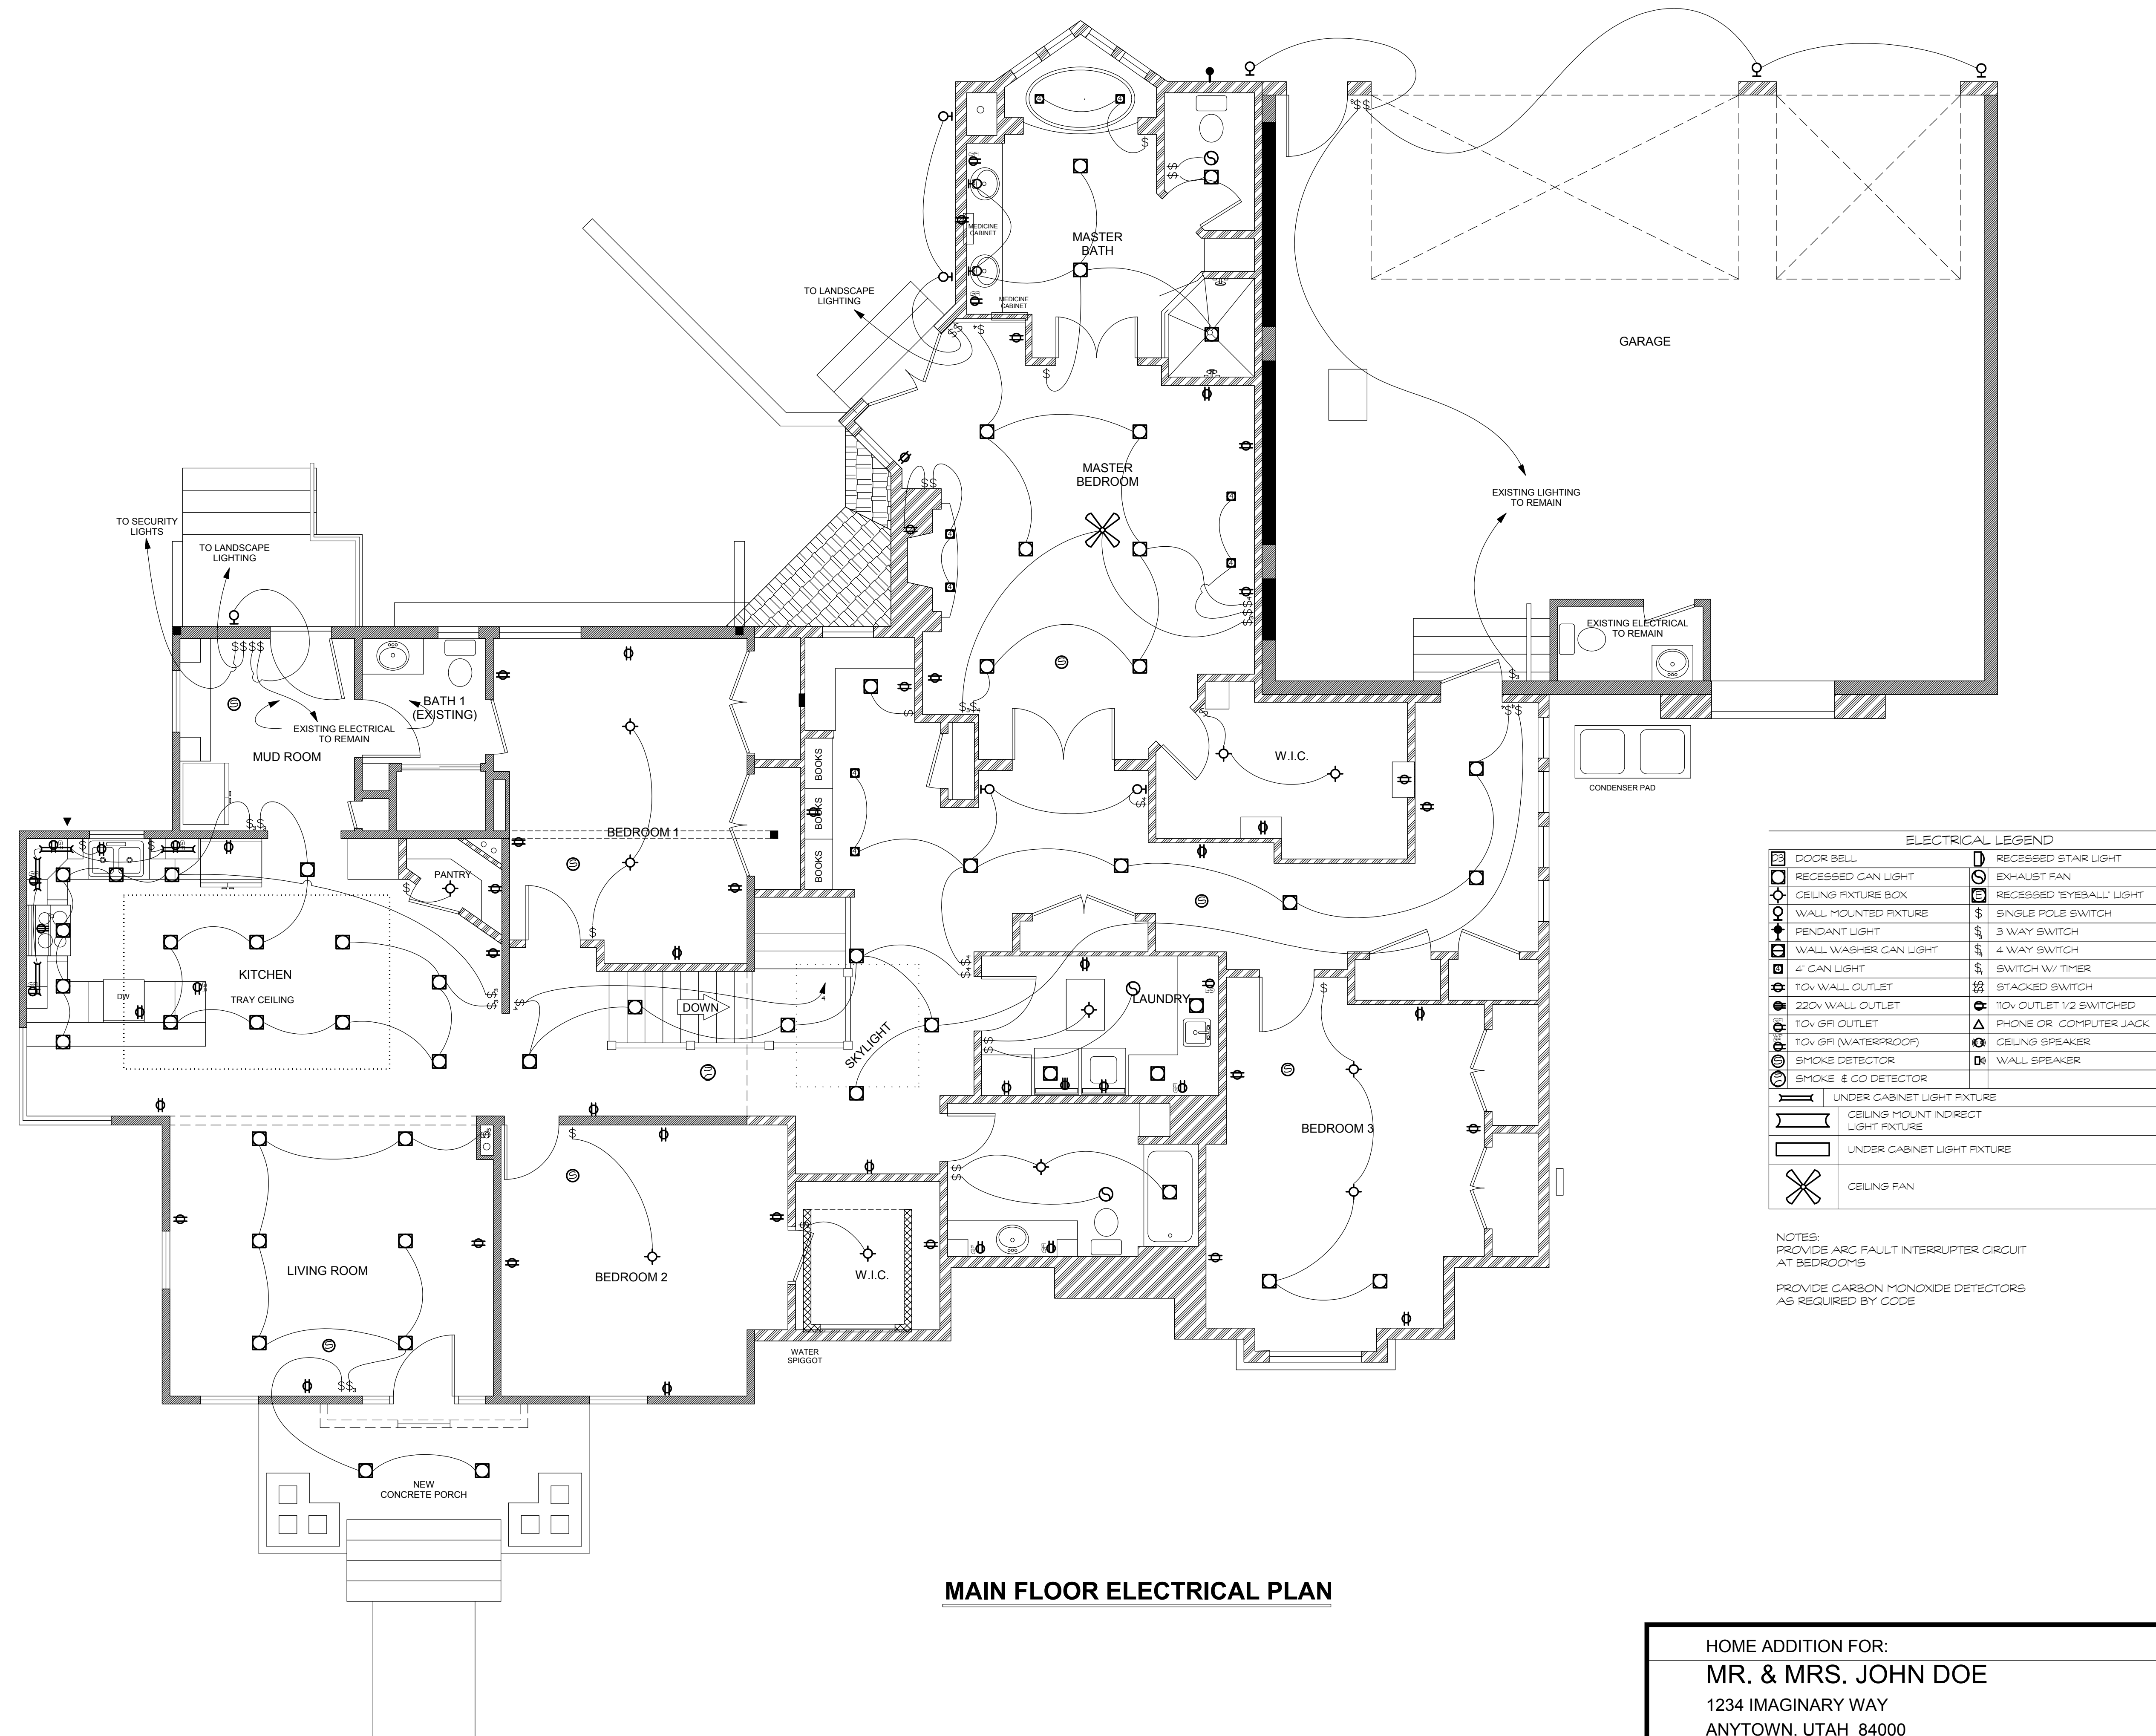 MASTER
BATH
MEDICINE
CABINET
MEDICINE
CABINET
TO LANDSCAPE
LIGHTING
GARAGE
MASTER
BEDROOM
EXISTING LIGHTING
TO REMAIN
TO SECURITY
LIGHTS
TO LANDSCAPE
LIGHTING
EXISTING ELECTRICAL
TO REMAIN
BATH 1
(EXISTING)
EXISTING ELECTRICAL
TO REMAIN
MUD ROOM
W.I.C.
CONDENSER PAD
BOOKS
BOOKS
BOOKS
BEDROOM 1
PANTRY
KITCHEN
TRAY CEILING
DW
DOWN
SKYLIGHT
LAUNDRY
BEDROOM 3
LIVING ROOM
BEDROOM 2
W.I.C.
WATER
SPIGGOT
NEW
CONCRETE PORCH
ELECTRICAL LEGEND
DB DOOR BELL
RECESSED STAIR LIGHT
RECESSED CAN LIGHT
EXHAUST FAN
CEILING FIXTURE BOX
E RECESSED "EYEBALL" LIGHT
WALL MOUNTED FIXTURE
$ SINGLE POLE SWITCH
PENDANT LIGHT
$3 3 WAY SWITCH
WALL WASHER CAN LIGHT
$4 4 WAY SWITCH
4 4" CAN LIGHT
SWITCH W/ TIMER
110v WALL OUTLET
STACKED SWITCH
220v WALL OUTLET
110v OUTLET 1/2 SWITCHED
GFI 110v GFI OUTLET
PHONE OR COMPUTER JACK
110v GFI (WATERPROOF)
CEILING SPEAKER
SMOKE DETECTOR
WALL SPEAKER
SMOKE & CO DETECTOR
UNDER CABINET LIGHT FIXTURE
CEILING MOUNT INDIRECT
LIGHT FIXTURE
UNDER CABINET LIGHT FIXTURE
CEILING FAN
NOTES:
PROVIDE ARC FAULT INTERRUPTER CIRCUIT
AT BEDROOMS
PROVIDE CARBON MONOXIDE DETECTORS
AS REQUIRED BY CODE
MAIN FLOOR ELECTRICAL PLAN
HOME ADDITION FOR:
MR. & MRS. JOHN DOE
1234 IMAGINARY WAY
ANYTOWN, UTAH 84000